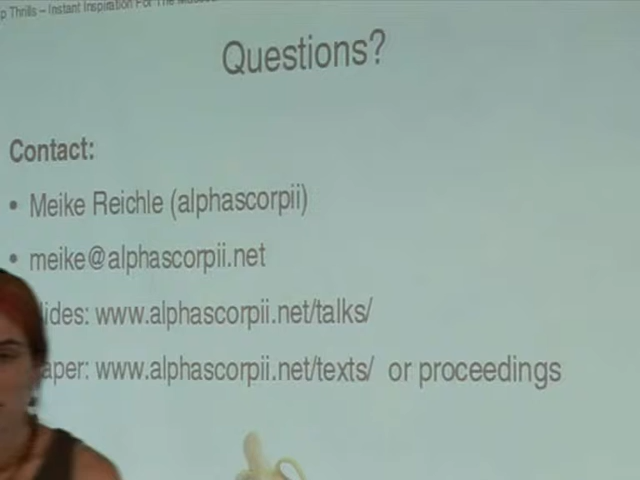 p Thrills – Instant Inspiration For The
Questions?
Contact:
• Meike Reichle (alphascorpii)
• meike@alphascorpii.net
lides: www.alphascorpii.net/talks/
aper: www.alphascorpii.net/texts/ or proceedings